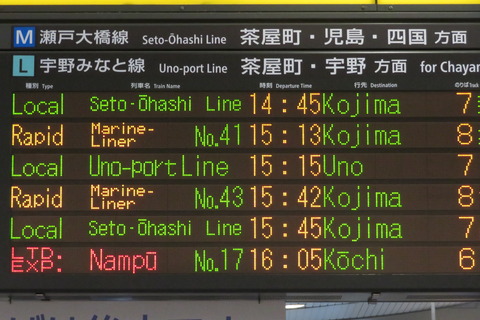 M 瀬戸大橋線 Seto-Ōhashi Line 茶屋町・児島・四国 方面
L 宇野みなと線 Uno-port Line 茶屋町・宇野 方面 for Chaya
種別 Type 列車名 Train Name 時刻 Departure Time 行先 Destination のりば Track
Local Seto-Ōhashi Line 14:45 Kojima 7
Rapid Marine-Liner No.41 15:13 Kojima 8
Local Uno-port Line 15:15 Uno 7
Rapid Marine-Liner No.43 15:42 Kojima 8
Local Seto-Ōhashi Line 15:45 Kojima 7
LTD EXP: Nampū No.17 16:05 Kōchi 6